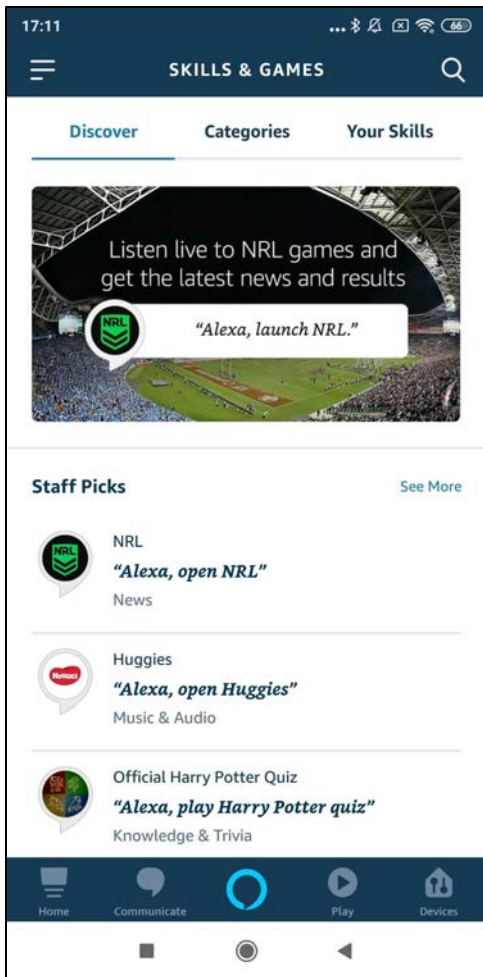 17:11
66
SKILLS & GAMES
Discover Categories Your Skills
Listen live to NRL games and
get the latest news and results
NRL
“Alexa, launch NRL.”
Staff Picks See More
NRL
NRL
“Alexa, open NRL”
News
HUGGIES
Huggies
“Alexa, open Huggies”
Music & Audio
Official Harry Potter Quiz
“Alexa, play Harry Potter quiz”
Knowledge & Trivia
Home Communicate Play Devices